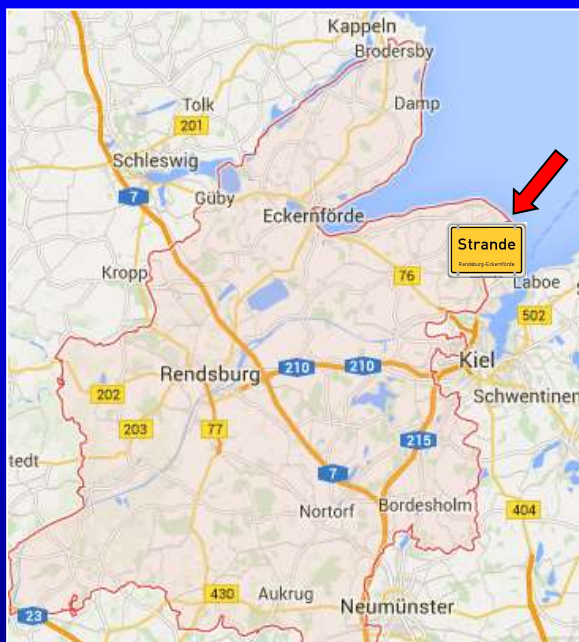 Kappeln
Brodersby
Damp
Tolk
201
Schleswig
7
Güby
Eckernförde
Strande
Rendsburg-Eckernförde
Kropp
76
Laboe
502
Rendsburg
210
210
Kiel
202
Schwentinen
203
77
215
tedt
7
Nortorf
Bordesholm
404
430
Aukrug
23
Neumünster